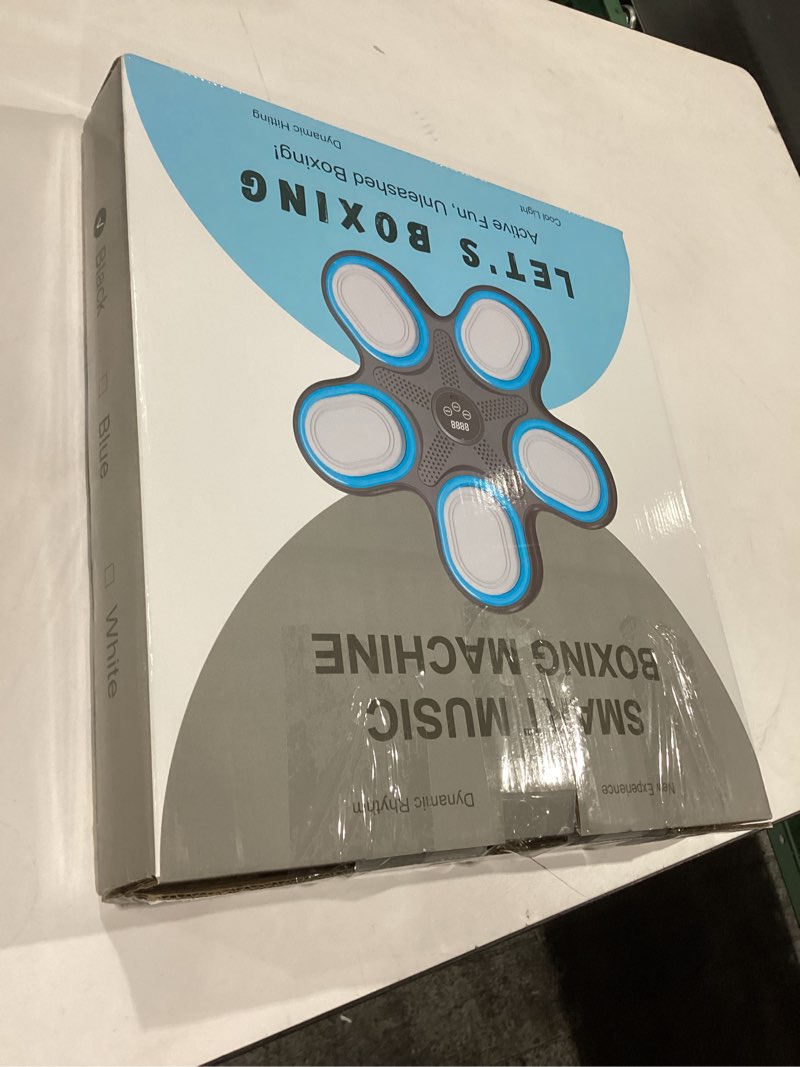 New Experience
Dynamic Rhythm
SMART MUSIC
BOXING MACHINE
8888
LET'S BOXING
Active Fun, Unleashed Boxing!
Cool Light
Dynamic Hitting
Black
Blue
White